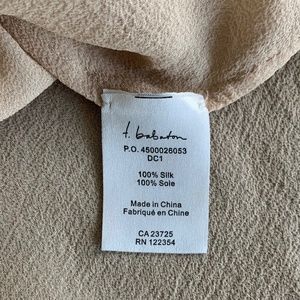 t. babaton
P.O. 4500026053
DC1
100% Silk
100% Soie
Made in China
Fabriqué en Chine
CA 23725
RN 122354